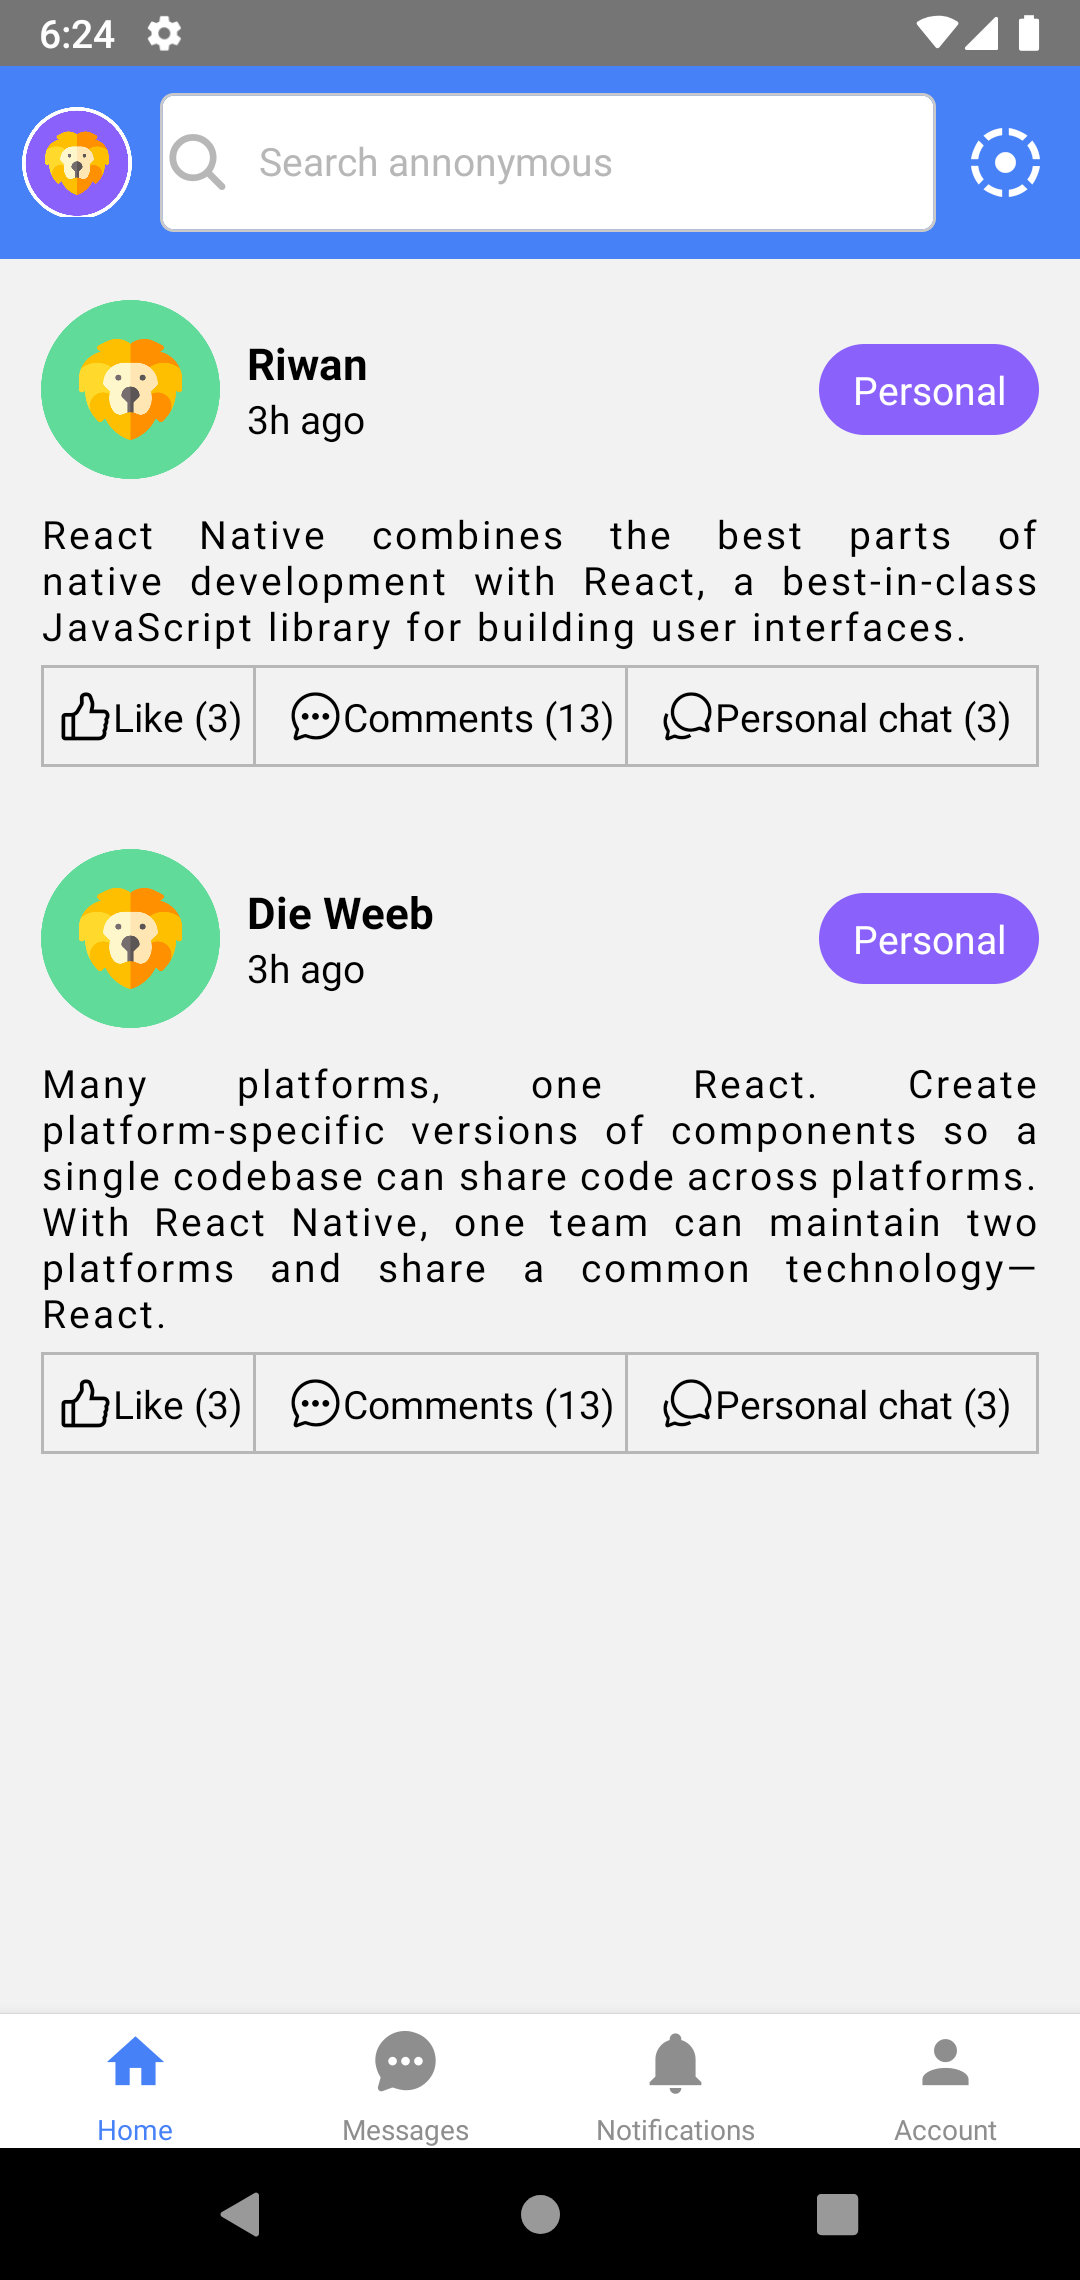 6:24
Search annonymous
Riwan
3h ago
Personal
React Native combines the best parts of
native development with React, a best-in-class
JavaScript library for building user interfaces.
Like (3) Comments (13) Personal chat (3)
Die Weeb
3h ago
Personal
Many platforms, one React. Create
platform-specific versions of components so a
single codebase can share code across platforms.
With React Native, one team can maintain two
platforms and share a common technology—
React.
Like (3) Comments (13) Personal chat (3)
Home Messages Notifications Account